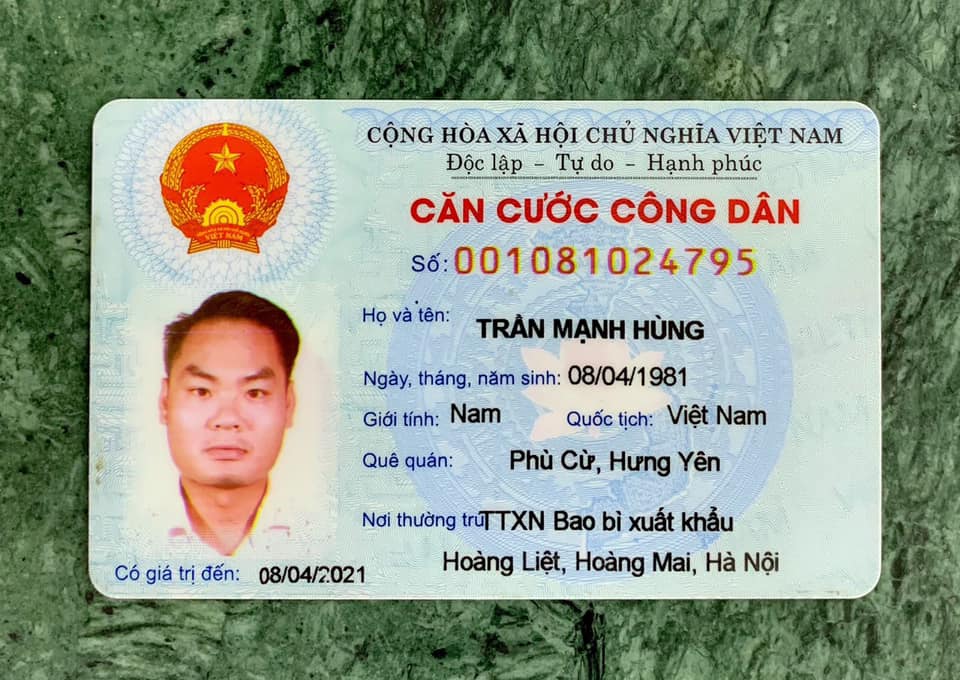 CỘNG HÒA XÃ HỘI CHỦ NGHĨA VIỆT NAM
Độc lập - Tự do - Hạnh phúc
CĂN CƯỚC CÔNG DÂN
Số: 001081024795
Họ và tên: TRẦN MẠNH HÙNG
Ngày, tháng, năm sinh: 08/04/1981
Giới tính: Nam Quốc tịch: Việt Nam
Quê quán: Phù Cừ, Hưng Yên
Nơi thường trú TTXN Bao bì xuất khẩu
Hoàng Liệt, Hoàng Mai, Hà Nội
Có giá trị đến: 08/04/2021
VIỆT NAM